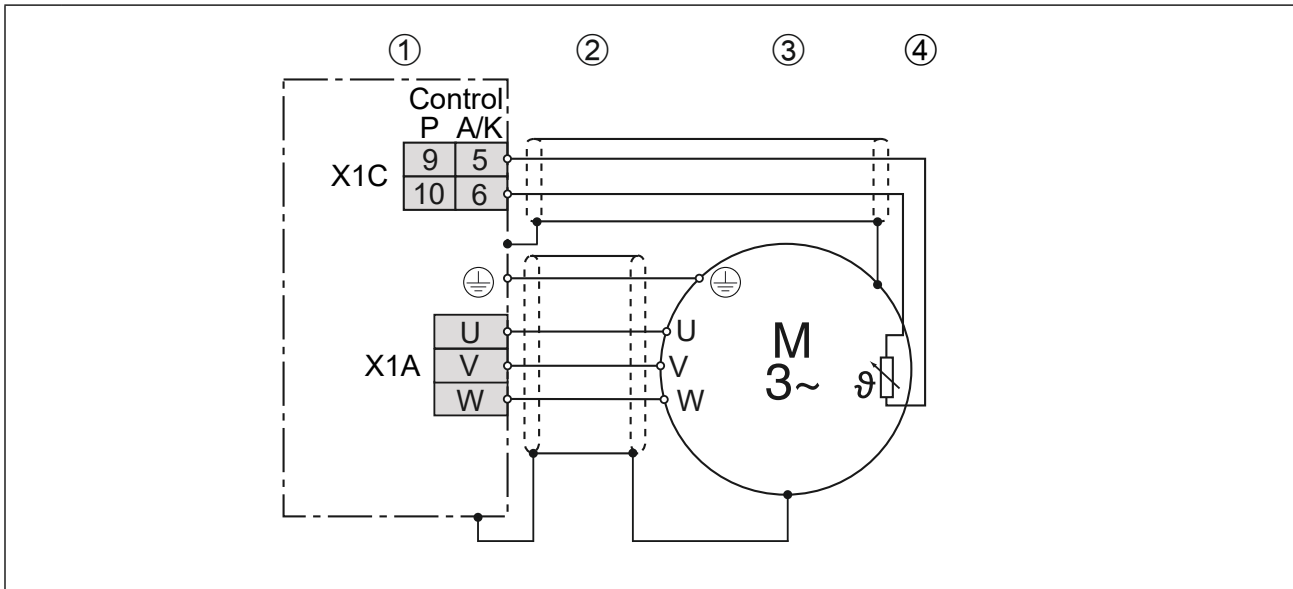 ① ② ③ ④
Control
P A/K
X1C
9 5
10 6
U
X1A V
W
U
V
W
M
3~
ϑ